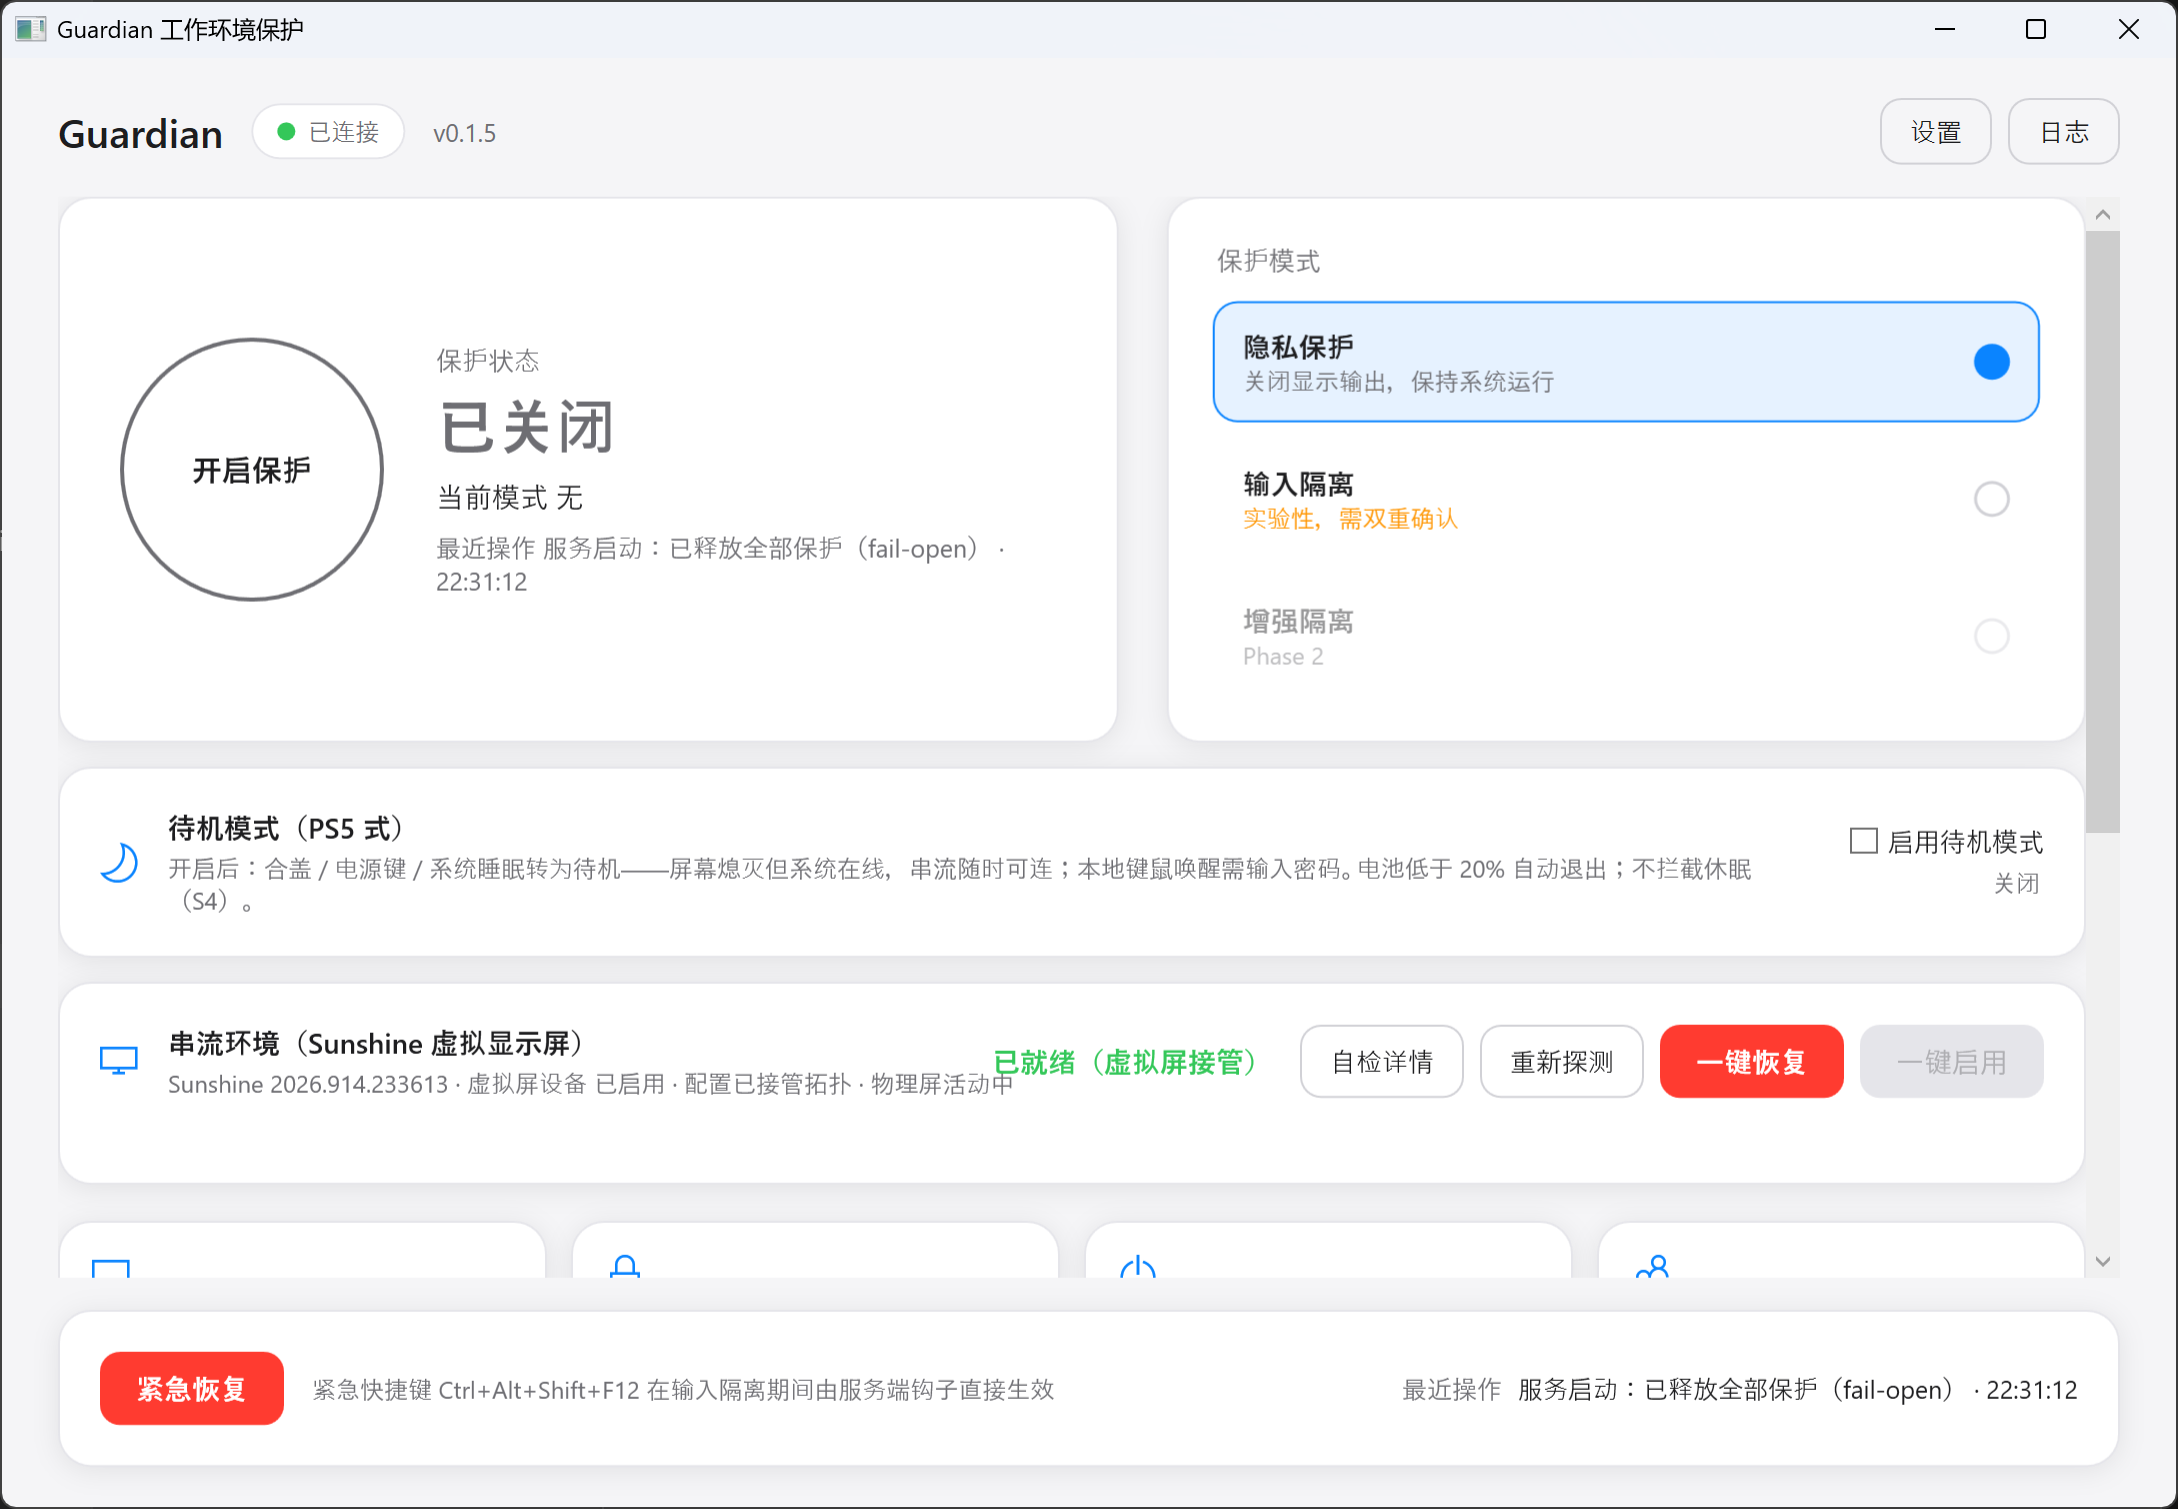 Guardian 工作环境保护
Guardian
已连接
v0.1.5
设置
日志
开启保护
保护状态
已关闭
当前模式 无
最近操作 服务启动：已释放全部保护（fail-open） ·
22:31:12
保护模式
隐私保护
关闭显示输出，保持系统运行
输入隔离
实验性，需双重确认
增强隔离
Phase 2
待机模式（PS5 式）
开启后：合盖 / 电源键 / 系统睡眠转为待机——屏幕熄灭但系统在线，串流随时可连；本地键鼠唤醒需输入密码。电池低于 20% 自动退出；不拦截休眠
（S4）。
启用待机模式
关闭
串流环境（Sunshine 虚拟显示屏）
Sunshine 2026.914.233613 · 虚拟屏设备 已启用 · 配置已接管拓扑 · 物理屏活动中
已就绪（虚拟屏接管）
自检详情
重新探测
一键恢复
一键启用
紧急恢复
紧急快捷键 Ctrl+Alt+Shift+F12 在输入隔离期间由服务端钩子直接生效
最近操作 服务启动：已释放全部保护（fail-open） · 22:31:12